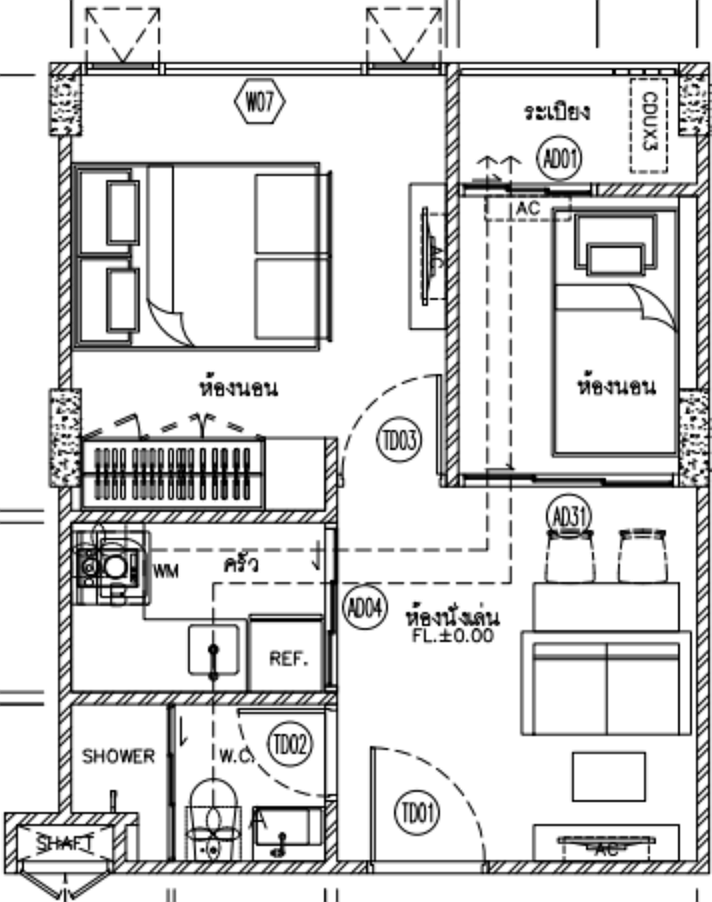 W07
ระเบียง
CDUX3
AD01
AC
AC
ห้องนอน
ห้องนอน
TD03
AD31
WM
ครัว
AD04
ห้องนั่งเล่น
FL.±0.00
REF.
SHOWER
W.C.
TD02
TD01
SHAFT
AC